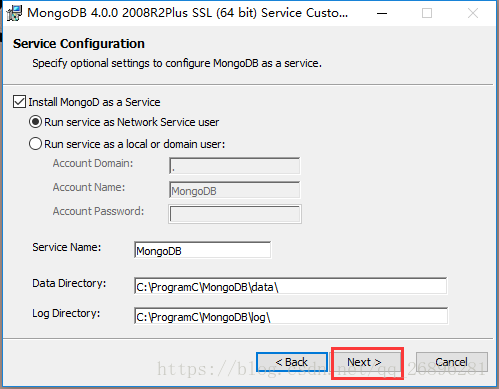 MongoDB 4.0.0 2008R2Plus SSL (64 bit) Service Custo...
Service Configuration
Specify optional settings to configure MongoDB as a service.
Install MongoD as a Service
Run service as Network Service user
Run service as a local or domain user:
Account Domain: .
Account Name: MongoDB
Account Password:
Service Name: MongoDB
Data Directory: C:\ProgramC\MongoDB\data\
Log Directory: C:\ProgramC\MongoDB\log\
< Back Next > Cancel